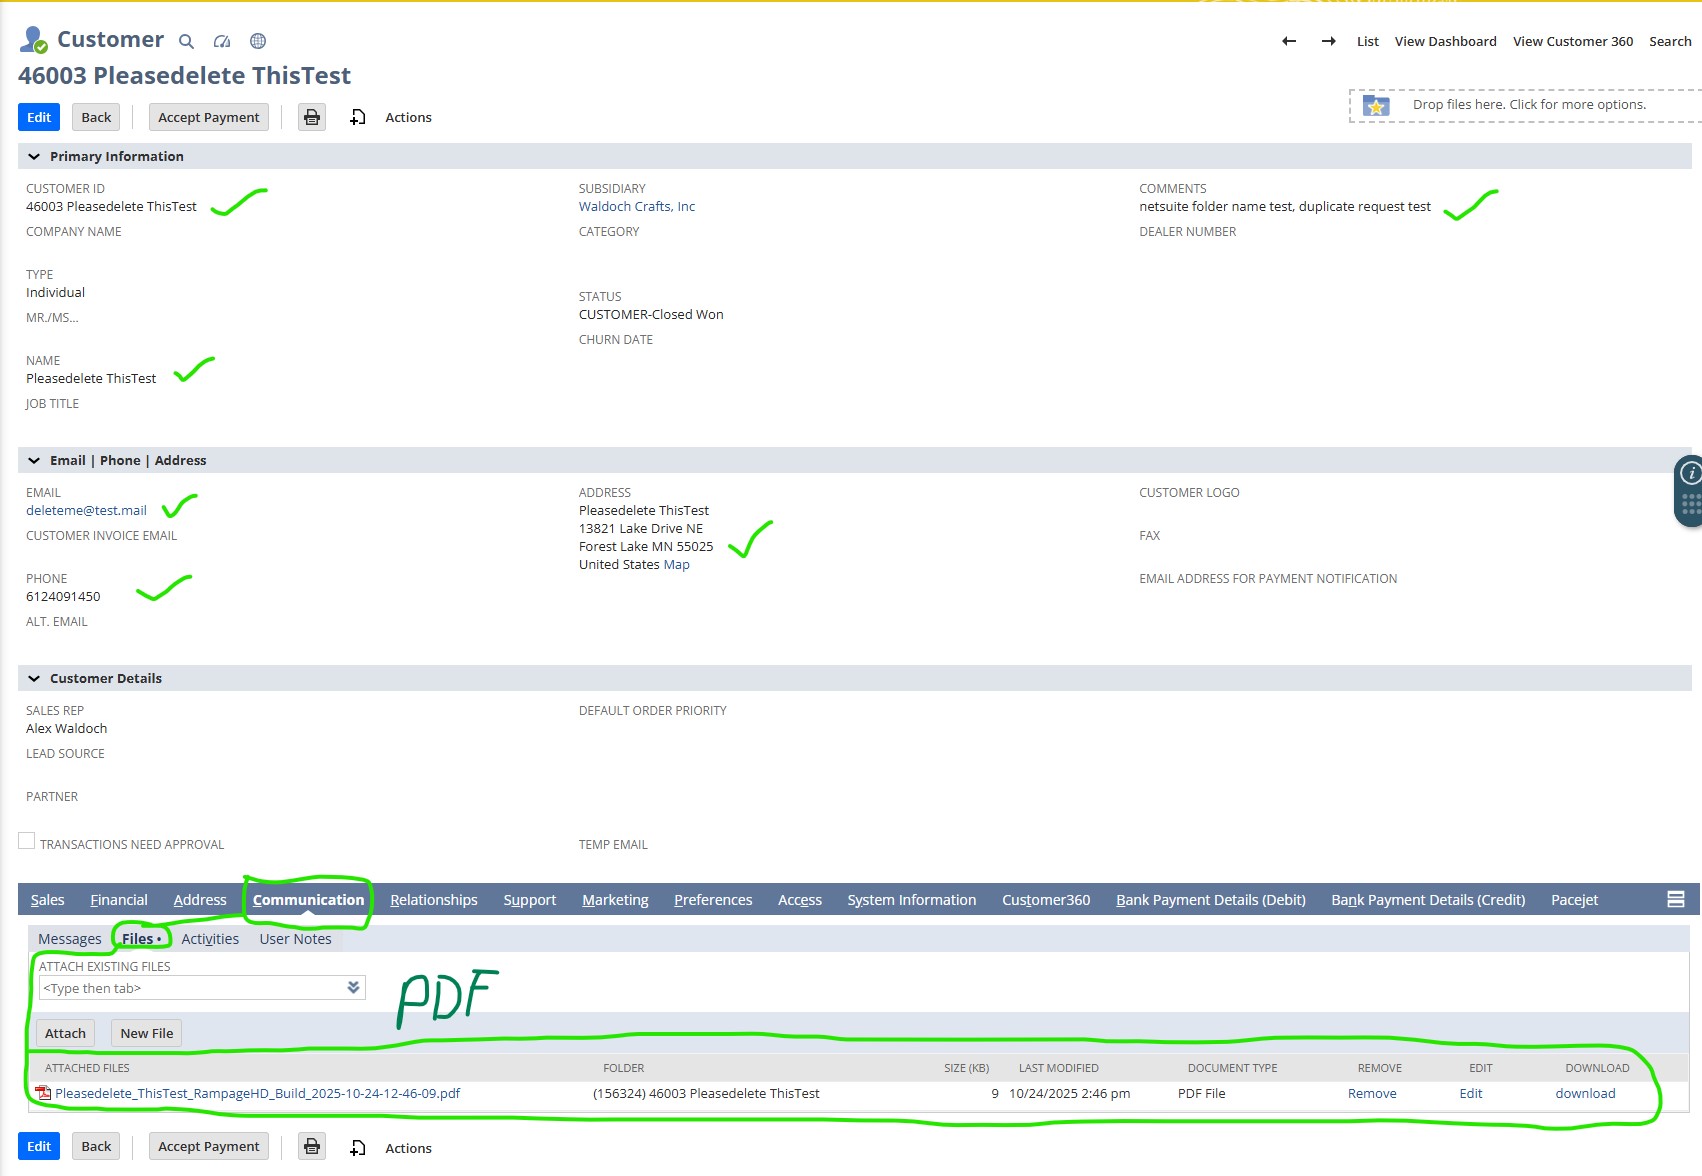 Customer
List View Dashboard View Customer 360 Search
46003 Pleasedelete ThisTest
Drop files here. Click for more options.
Edit Back Accept Payment Actions
Primary Information
CUSTOMER ID
46003 Pleasedelete ThisTest
COMPANY NAME
TYPE
Individual
MR./MS...
NAME
Pleasedelete ThisTest
JOB TITLE
SUBSIDIARY
Waldoch Crafts, Inc
CATEGORY
STATUS
CUSTOMER-Closed Won
CHURN DATE
COMMENTS
netsuite folder name test, duplicate request test
DEALER NUMBER
Email | Phone | Address
EMAIL
deleteme@test.mail
CUSTOMER INVOICE EMAIL
PHONE
6124091450
ALT. EMAIL
ADDRESS
Pleasedelete ThisTest
13821 Lake Drive NE
Forest Lake MN 55025
United States Map
CUSTOMER LOGO
FAX
EMAIL ADDRESS FOR PAYMENT NOTIFICATION
Customer Details
SALES REP
Alex Waldoch
LEAD SOURCE
PARTNER
TRANSACTIONS NEED APPROVAL
DEFAULT ORDER PRIORITY
TEMP EMAIL
Sales Financial Address Communication Relationships Support Marketing Preferences Access System Information Customer360 Bank Payment Details (Debit) Bank Payment Details (Credit) Pacejet
Messages Files • Activities User Notes
ATTACH EXISTING FILES
<Type then tab>
PDF
Attach New File
ATTACHED FILES FOLDER SIZE (KB) LAST MODIFIED DOCUMENT TYPE REMOVE EDIT DOWNLOAD
Pleasedelete_ThisTest_RampageHD_Build_2025-10-24-12-46-09.pdf (156324) 46003 Pleasedelete ThisTest 9 10/24/2025 2:46 pm PDF File Remove Edit download
Edit Back Accept Payment Actions